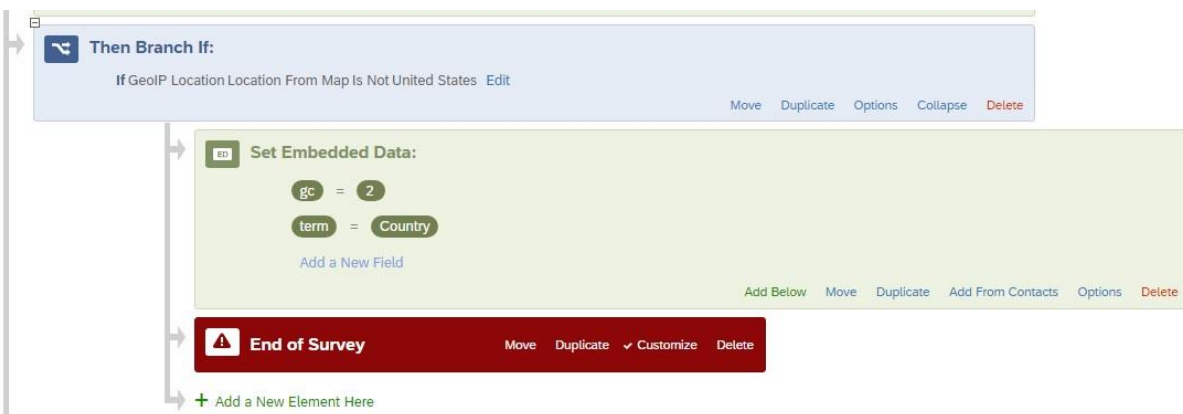 Then Branch If:
If GeoIP Location Location From Map Is Not United States Edit
Move Duplicate Options Collapse Delete
ED Set Embedded Data:
gc = 2
term = Country
Add a New Field
Add Below Move Duplicate Add From Contacts Options Delete
End of Survey Move Duplicate ✓ Customize Delete
+ Add a New Element Here